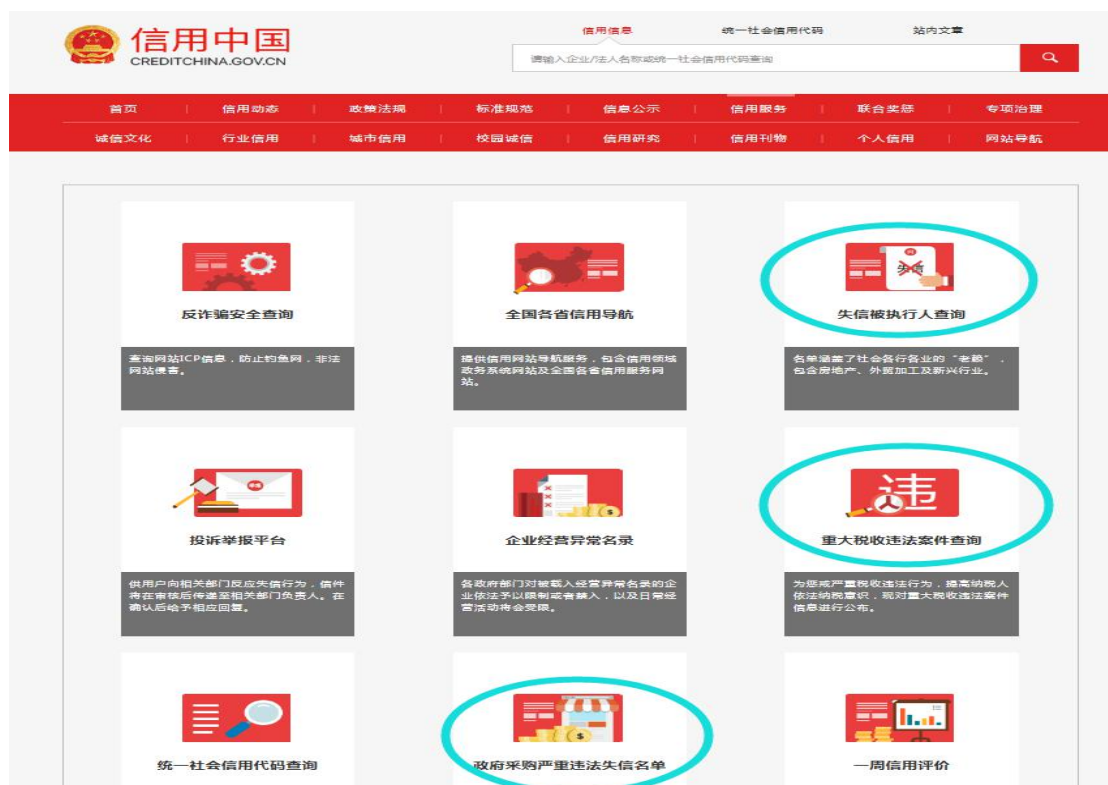 信用中国
CREDITCHINA.GOV.CN
信用信息 统一社会信用代码 站内文章
请输入企业/法人名称或统一社会信用代码查询
首页 信用动态 政策法规 标准规范 信息公示 信用服务 联合奖惩 专项治理
诚信文化 行业信用 城市信用 校园诚信 信用研究 信用刊物 个人信用 网站导航
失信
反诈骗安全查询 全国各省信用导航 失信被执行人查询
查询网站ICP信息，防止钓鱼网，非法
网站侵害。
提供信用网站导航服务，包含信用领域
政务系统网站及全国各省信用服务网
站。
名单涵盖了社会各行各业的“老赖”，
包含房地产、外贸加工及新兴行业。
违
投诉举报平台 企业经营异常名录 重大税收违法案件查询
供用户向相关部门反应失信行为，信件
将在审核后传递至相关部门负责人。在
确认后给予相应回复。
各政府部门对被载入经营异常名录的企
业依法予以限制或者禁入，以及日常经
营活动将会受限。
为惩戒严重税收违法行为，提高纳税人
依法纳税意识，现对重大税收违法案件
信息进行公布。
统一社会信用代码查询 政府采购严重违法失信名单 一周信用评价